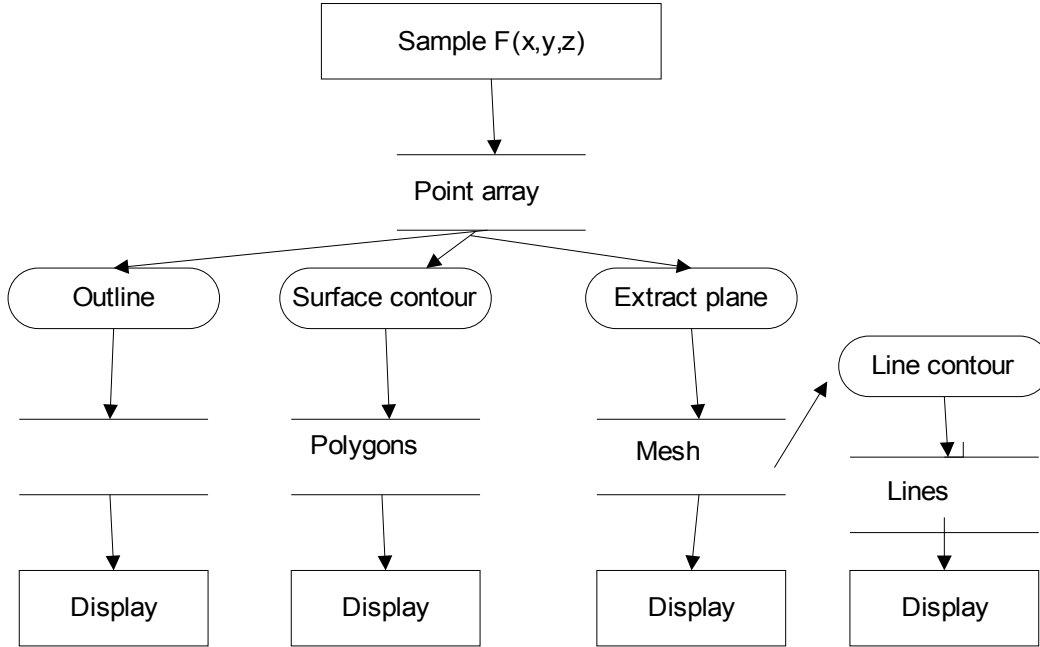 Sample F(x,y,z)
Point array
Outline
Surface contour
Extract plane
Line contour
Polygons
Mesh
Lines
Display
Display
Display
Display